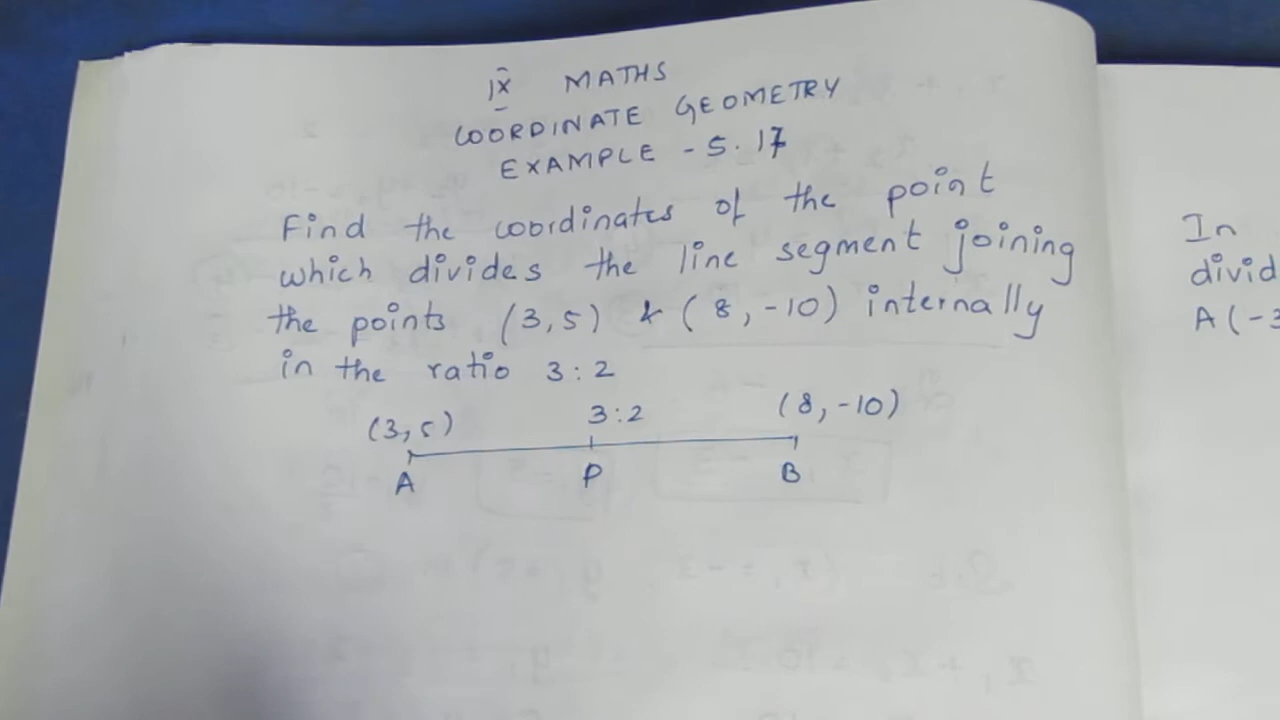 IX MATHS
COORDINATE GEOMETRY
EXAMPLE - 5.17
Find the coordinates of the point
which divides the line segment joining
the points (3,5) & (8,-10) internally
in the ratio 3:2
(3,5) 3:2 (8,-10)
A P B
In
divid
A(-3